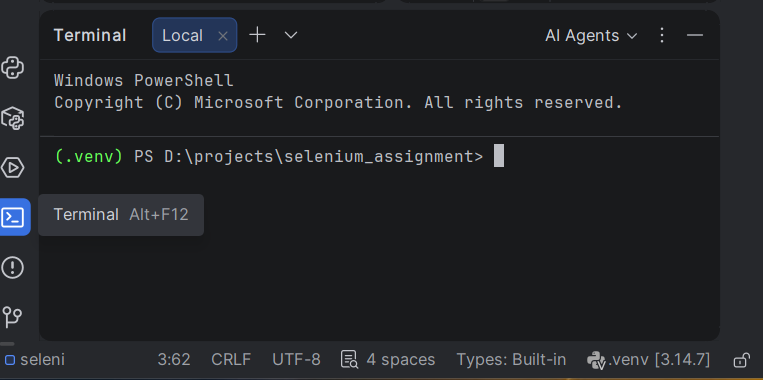 Terminal Local AI Agents
Windows PowerShell
Copyright (C) Microsoft Corporation. All rights reserved.
(.venv) PS D:\projects\selenium_assignment>
Terminal Alt+F12
seleni 3:62 CRLF UTF-8 4 spaces Types: Built-in .venv [3.14.7]